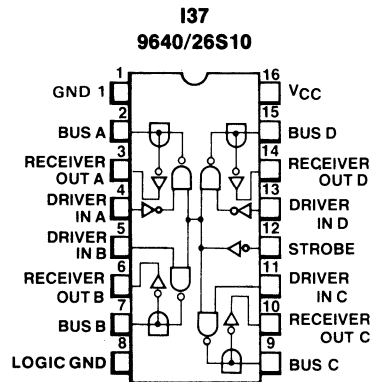 I37
9640/26S10
1
GND 1
2
BUS A
3
RECEIVER
OUT A
4
DRIVER
IN A
5
DRIVER
IN B
6
RECEIVER
OUT B
7
BUS B
8
LOGIC GND
16
VCC
15
BUS D
14
RECEIVER
OUT D
13
DRIVER
IN D
12
STROBE
11
DRIVER
IN C
10
RECEIVER
OUT C
9
BUS C